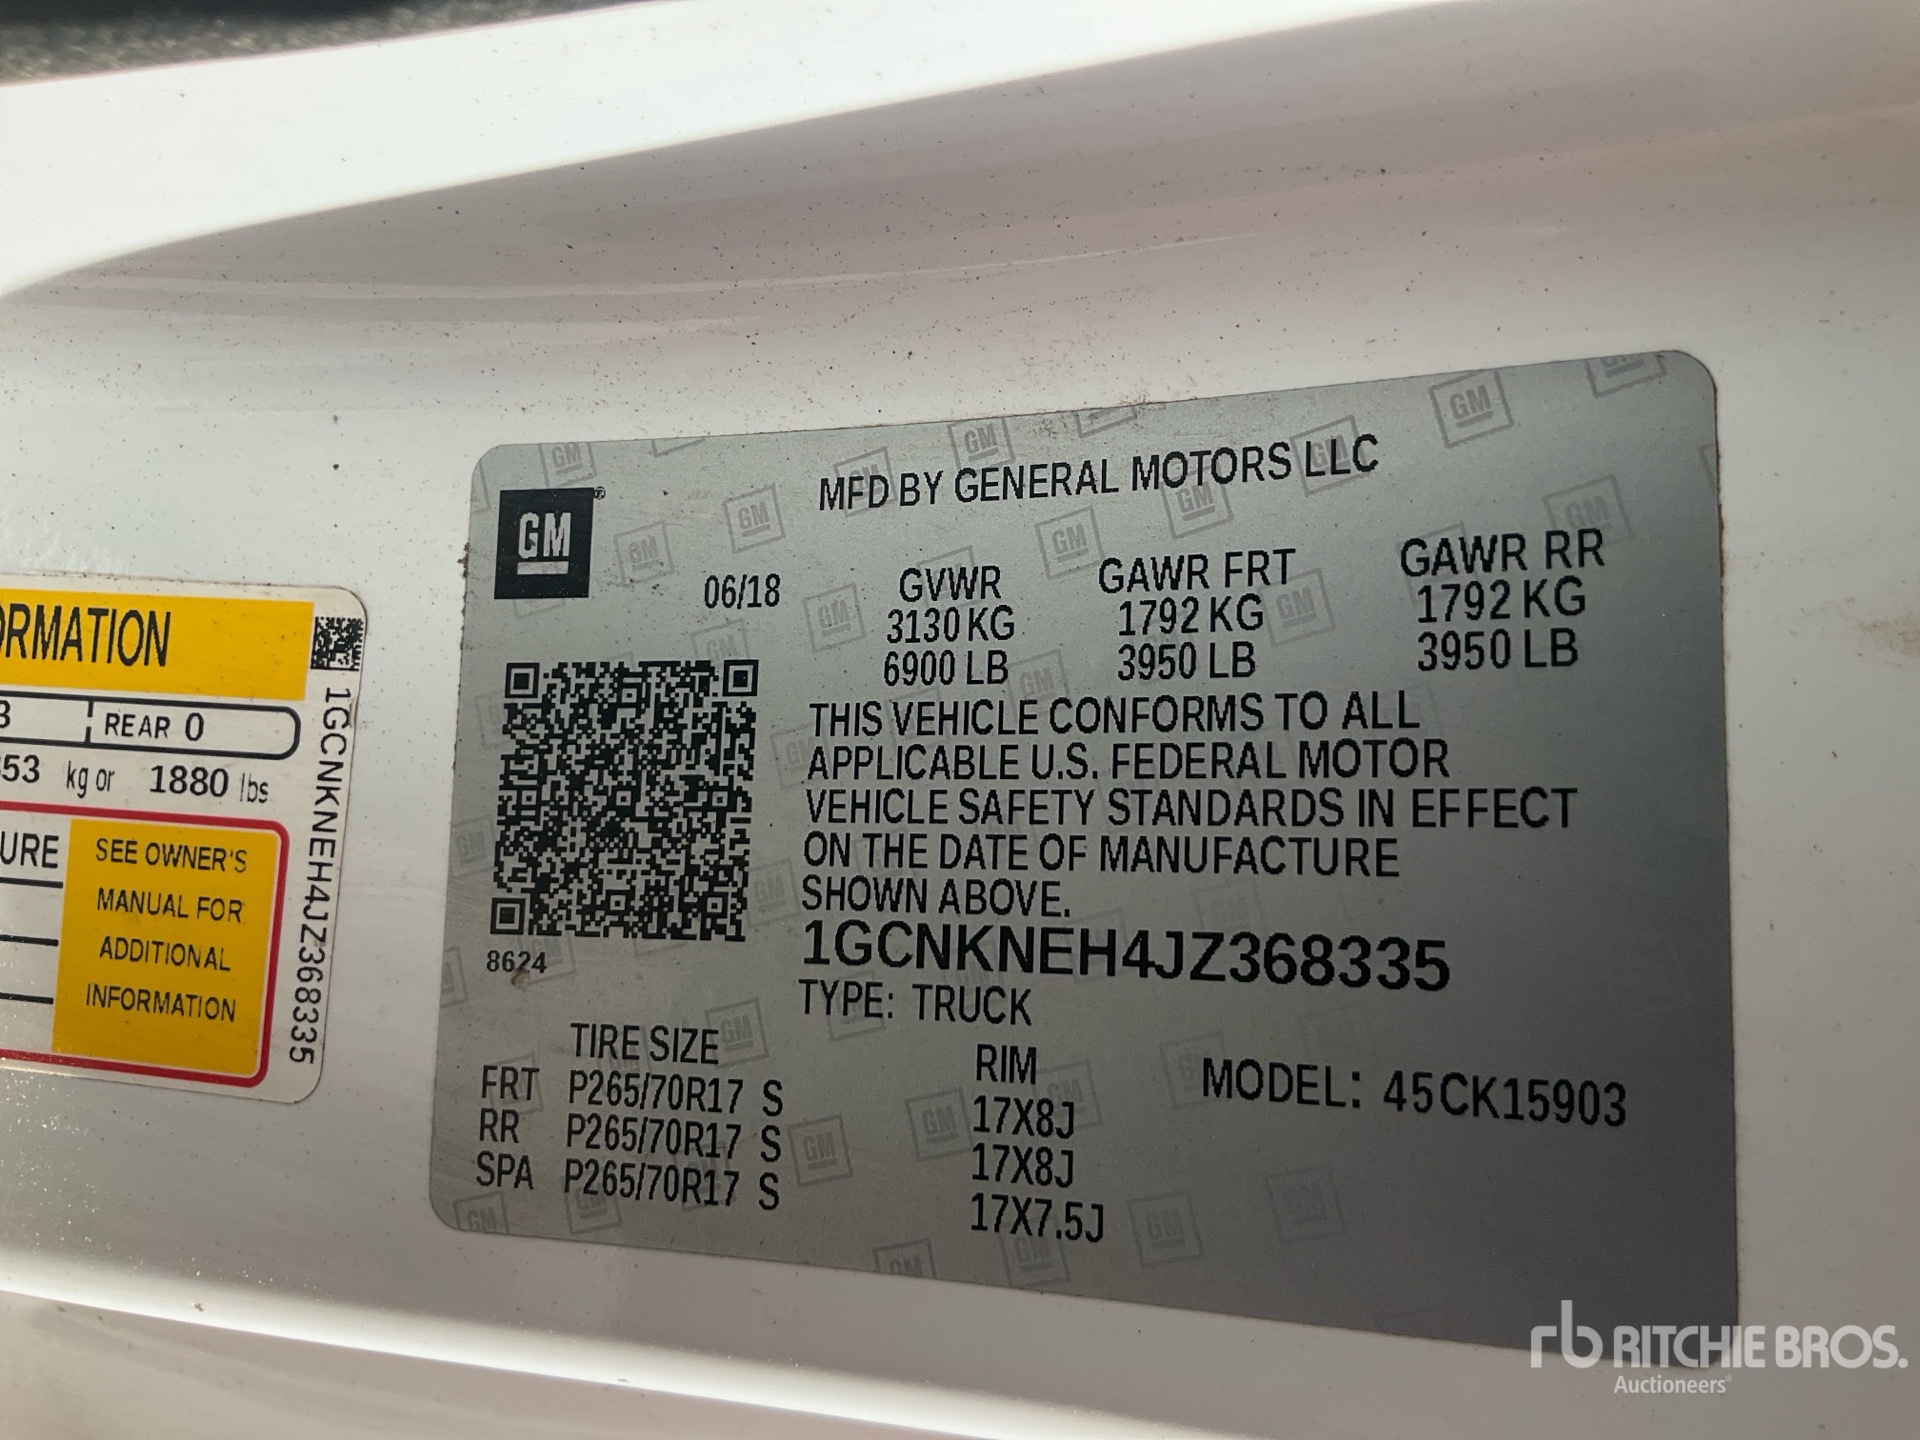 ORMATION
3 REAR 0
53 kg or 1880 lbs
URE
SEE OWNER'S
MANUAL FOR
ADDITIONAL
INFORMATION
1GCNKNEH4JZ368335
GM
MFD BY GENERAL MOTORS LLC
06/18
GVWR GAWR FRT GAWR RR
3130 KG 1792 KG 1792 KG
6900 LB 3950 LB 3950 LB
THIS VEHICLE CONFORMS TO ALL
APPLICABLE U.S. FEDERAL MOTOR
VEHICLE SAFETY STANDARDS IN EFFECT
ON THE DATE OF MANUFACTURE
SHOWN ABOVE.
8624
1GCNKNEH4JZ368335
TYPE: TRUCK
TIRE SIZE RIM
MODEL: 45CK15903
FRT P265/70R17 S 17X8J
RR P265/70R17 S 17X8J
SPA P265/70R17 S 17X7.5J
rb RITCHIE BROS.
Auctioneers